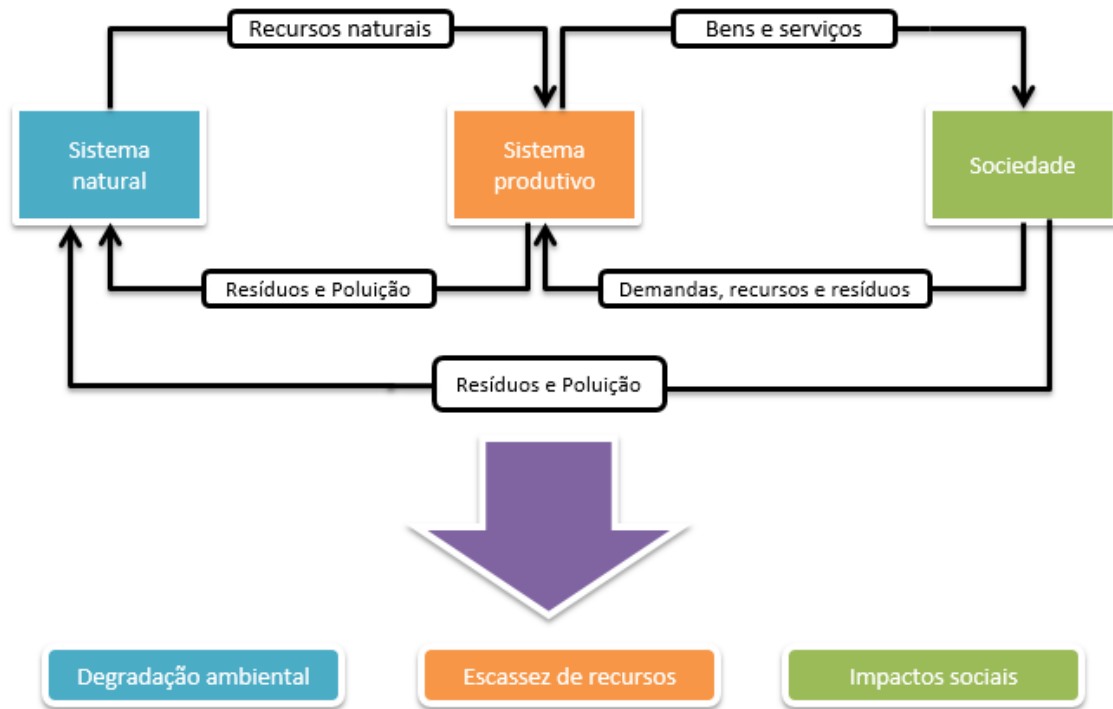 Recursos naturais
Bens e serviços
Sistema
natural
Sistema
produtivo
Sociedade
Resíduos e Poluição
Demandas, recursos e resíduos
Resíduos e Poluição
Degradação ambiental
Escassez de recursos
Impactos sociais